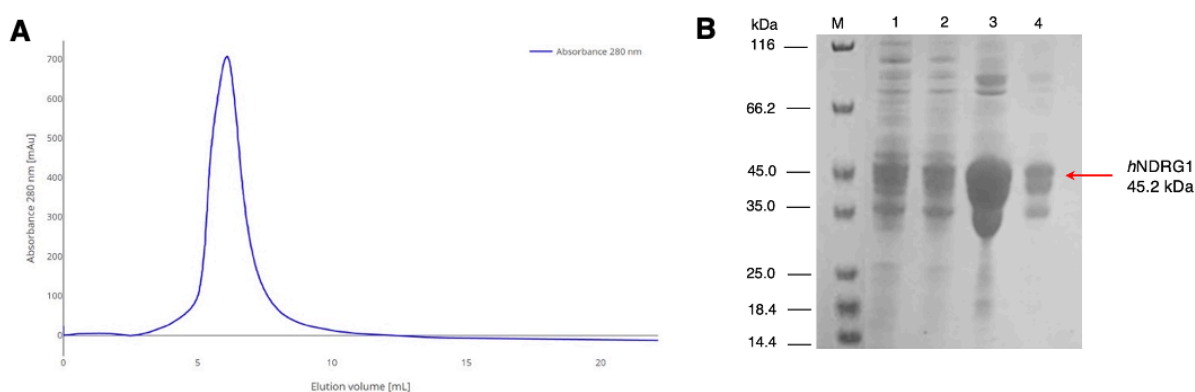 A
Absorbance 280 nm
Absorbance 280 nm [mAu]
700
600
500
400
300
200
100
0
0 5 10 15 20
Elution volume [mL]
B
kDa M 1 2 3 4
116
66.2
45.0
35.0
25.0
18.4
14.4
hNDRG1
45.2 kDa